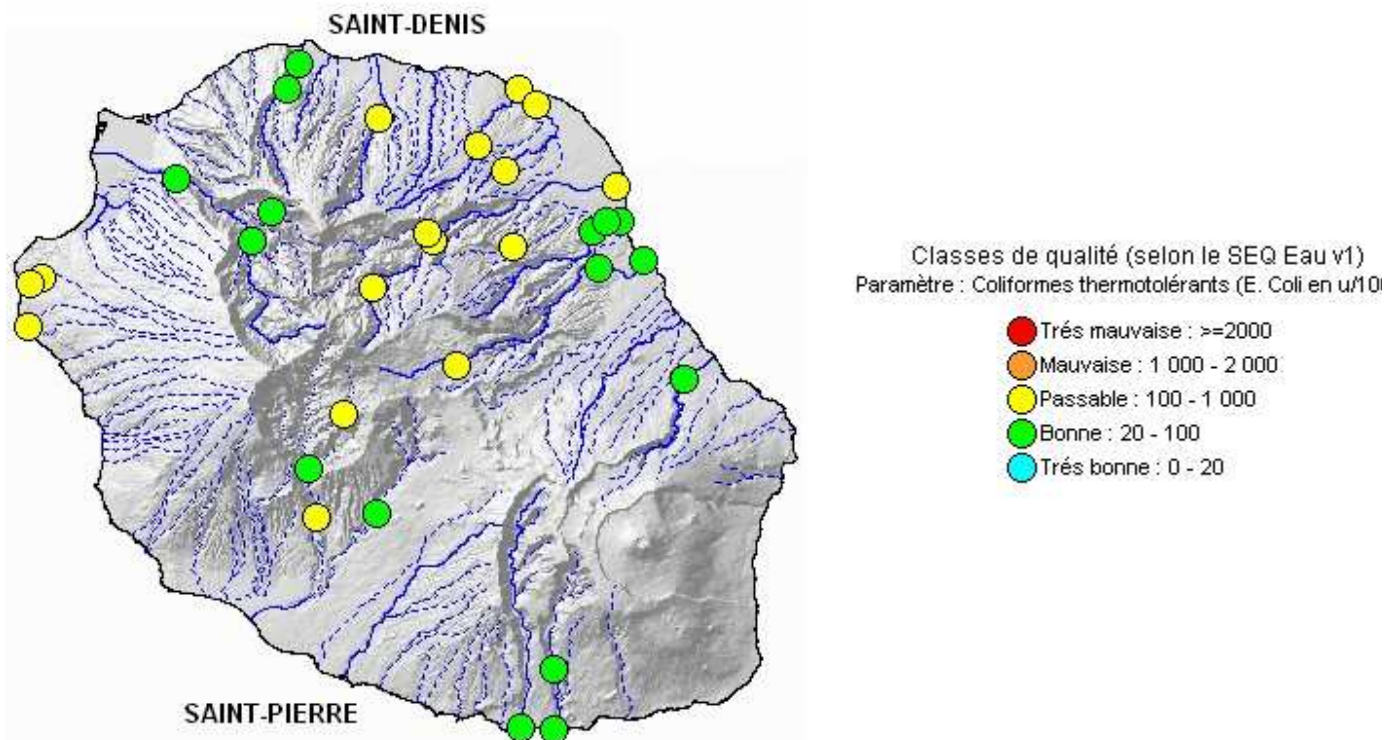 SAINT-DENIS
Classes de qualité (selon le SEQ Eau v1)
Paramètre : Coliformes thermotolérants (E. Coli en u/10
Trés mauvaise : >=2000
Mauvaise : 1 000 - 2 000
Passable : 100 - 1 000
Bonne : 20 - 100
Trés bonne : 0 - 20
SAINT-PIERRE